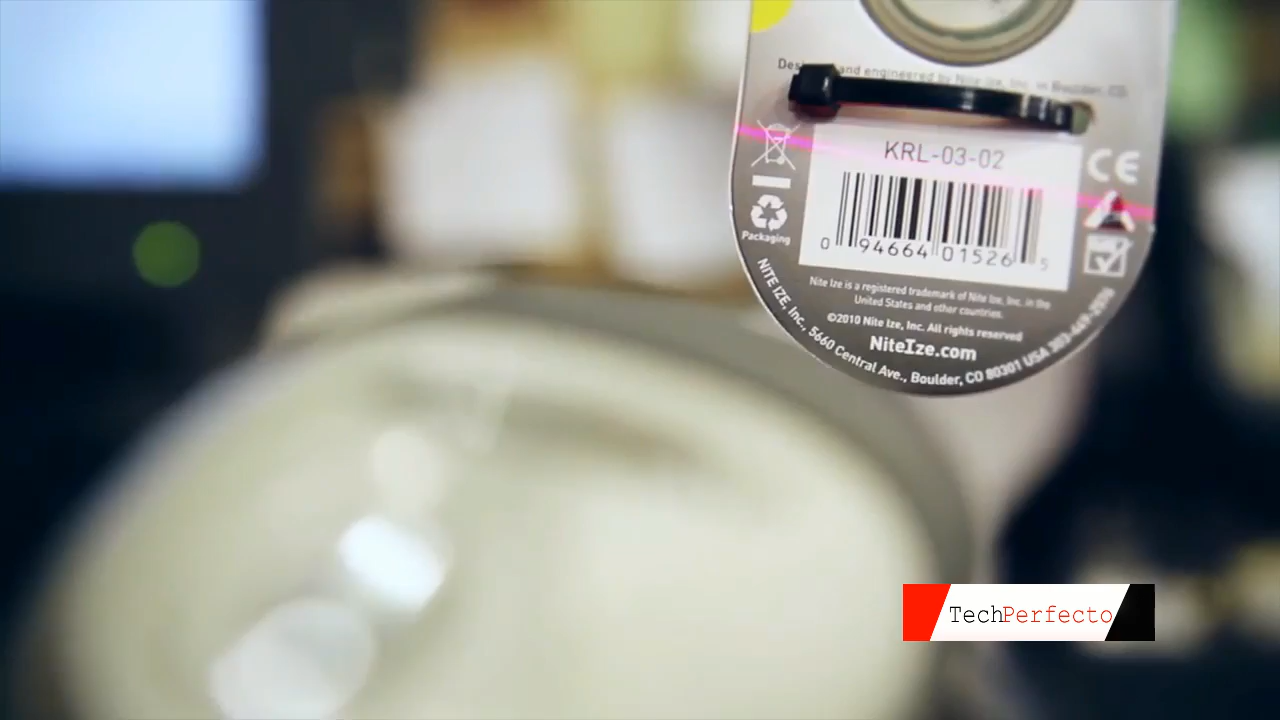 and engineered by Nite Ize, Inc. in Boulder, CO.
KRL-03-02
CE
0 94664 01526 5
Packaging
Nite Ize is a registered trademark of Nite Ize, Inc. in the
United States and other countries.
©2010 Nite Ize, Inc. All rights reserved
NiteIze.com
NITE IZE, Inc., 5660 Central Ave., Boulder, CO 80301 USA
TechPerfecto